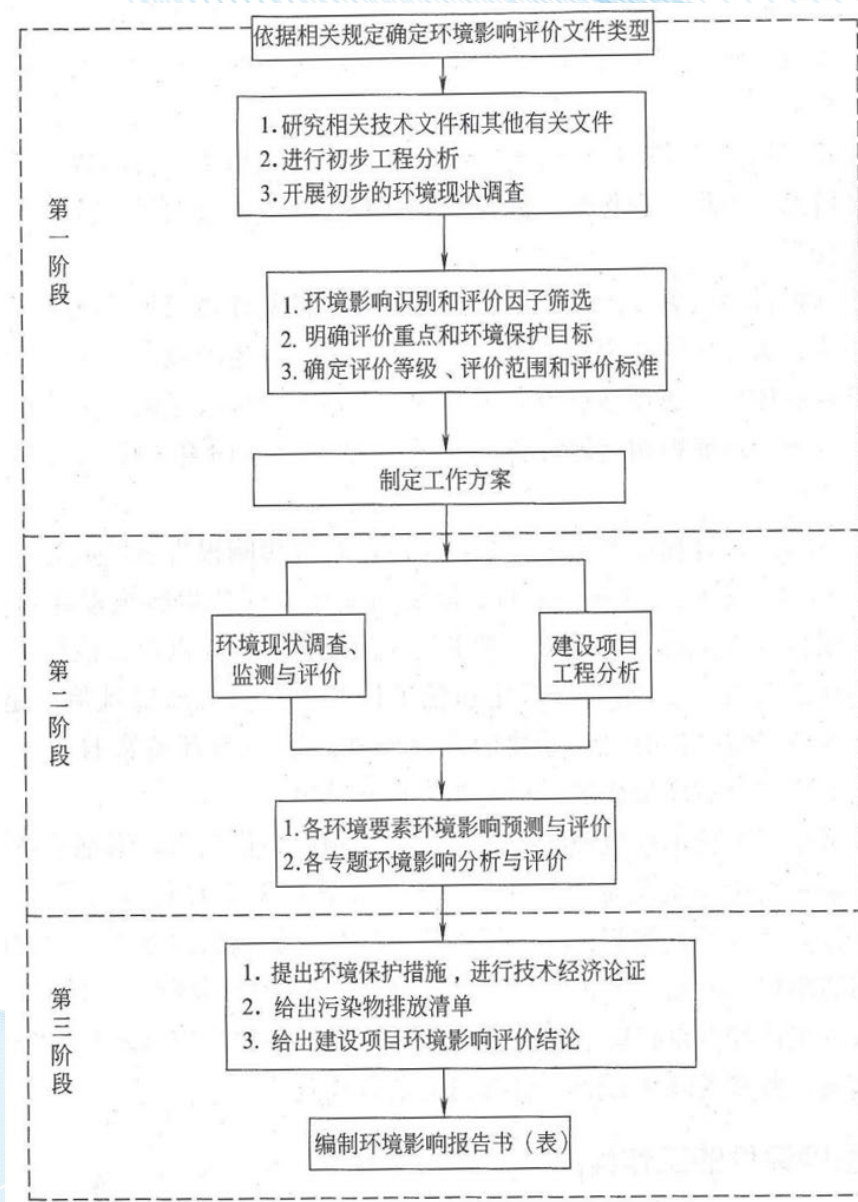 依据相关规定确定环境影响评价文件类型
1.研究相关技术文件和其他有关文件
2.进行初步工程分析
3.开展初步的环境现状调查
第一阶段
1.环境影响识别和评价因子筛选
2.明确评价重点和环境保护目标
3.确定评价等级、评价范围和评价标准
制定工作方案
第二阶段
环境现状调查、
监测与评价
建设项目
工程分析
1.各环境要素环境影响预测与评价
2.各专题环境影响分析与评价
第三阶段
1. 提出环境保护措施，进行技术经济论证
2. 给出污染物排放清单
3. 给出建设项目环境影响评价结论
编制环境影响报告书（表）